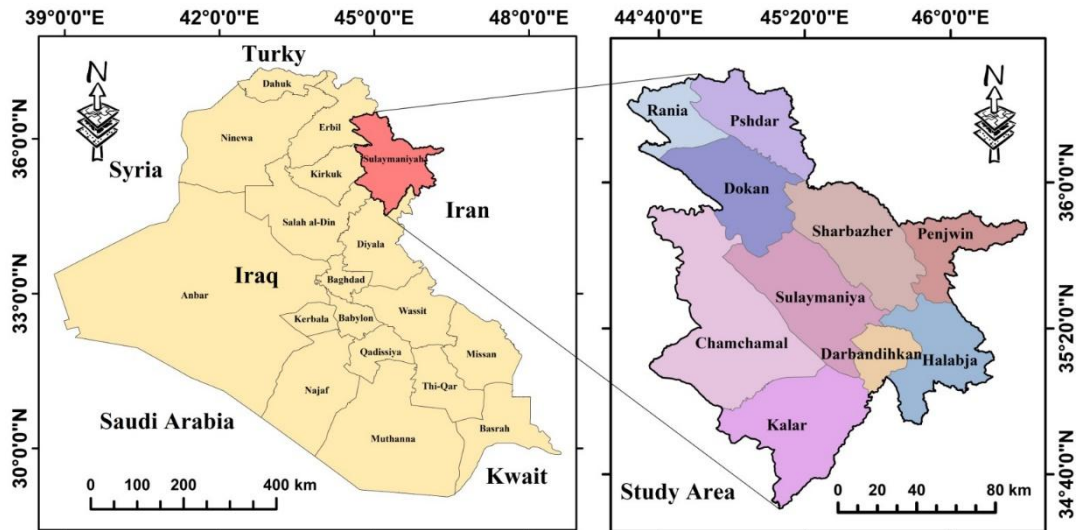 39°0'0"E
42°0'0"E
45°0'0"E
48°0'0"E
36°0'0"N
33°0'0"N
30°0'0"N
N
Turky
Dahuk
Ninewa
Erbil
Sulaymaniyah
Kirkuk
Syria
Iran
Salah al-Din
Diyala
Iraq
Baghdad
Anbar
Wassit
Kerbala
Babylon
Qadissiya
Missan
Najaf
Thi-Qar
Saudi Arabia
Muthanna
Basrah
Kwait
0 100 200 400 km
44°40'0"E
45°20'0"E
46°0'0"E
36°0'0"N
35°20'0"N
34°40'0"N
N
Rania
Pshdar
Dokan
Sharbazher
Penjwin
Sulaymaniya
Chamchamal
Darbandihkan
Halabja
Kalar
Study Area
0 20 40 80 km